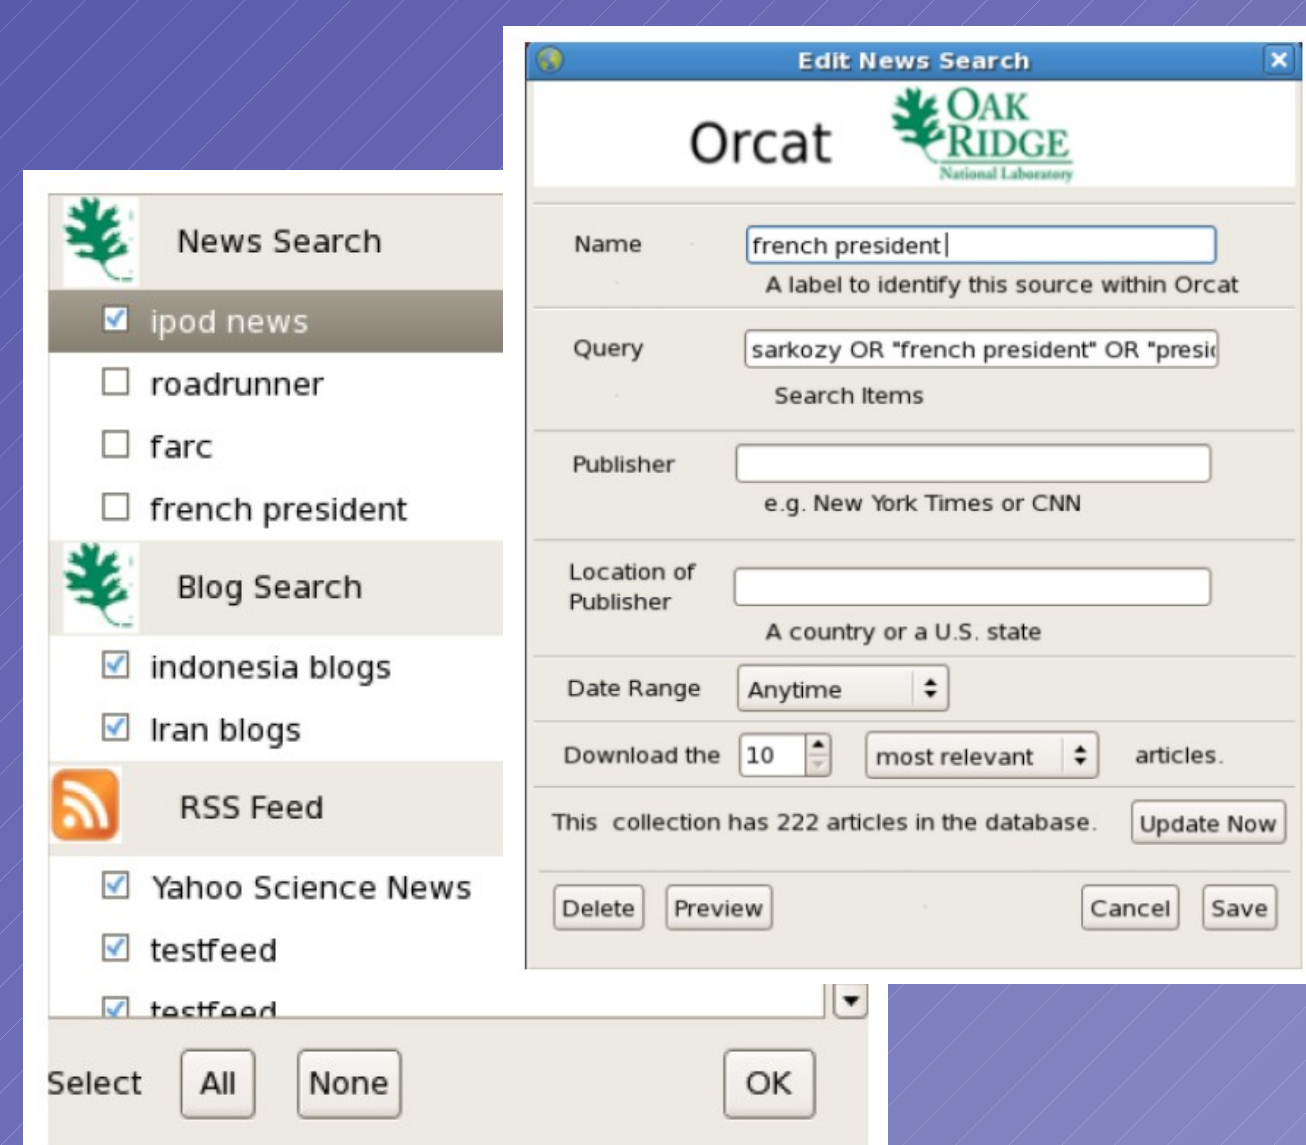 News Search
ipod news
roadrunner
farc
french president
Blog Search
indonesia blogs
Iran blogs
RSS Feed
Yahoo Science News
testfeed
testfeed
Select All None OK
Edit News Search
Orcat OAK RIDGE National Laboratory
Name french president
A label to identify this source within Orcat
Query sarkozy OR "french president" OR "presi
Search Items
Publisher
e.g. New York Times or CNN
Location of
Publisher
A country or a U.S. state
Date Range Anytime
Download the 10 most relevant articles.
This collection has 222 articles in the database. Update Now
Delete Preview Cancel Save